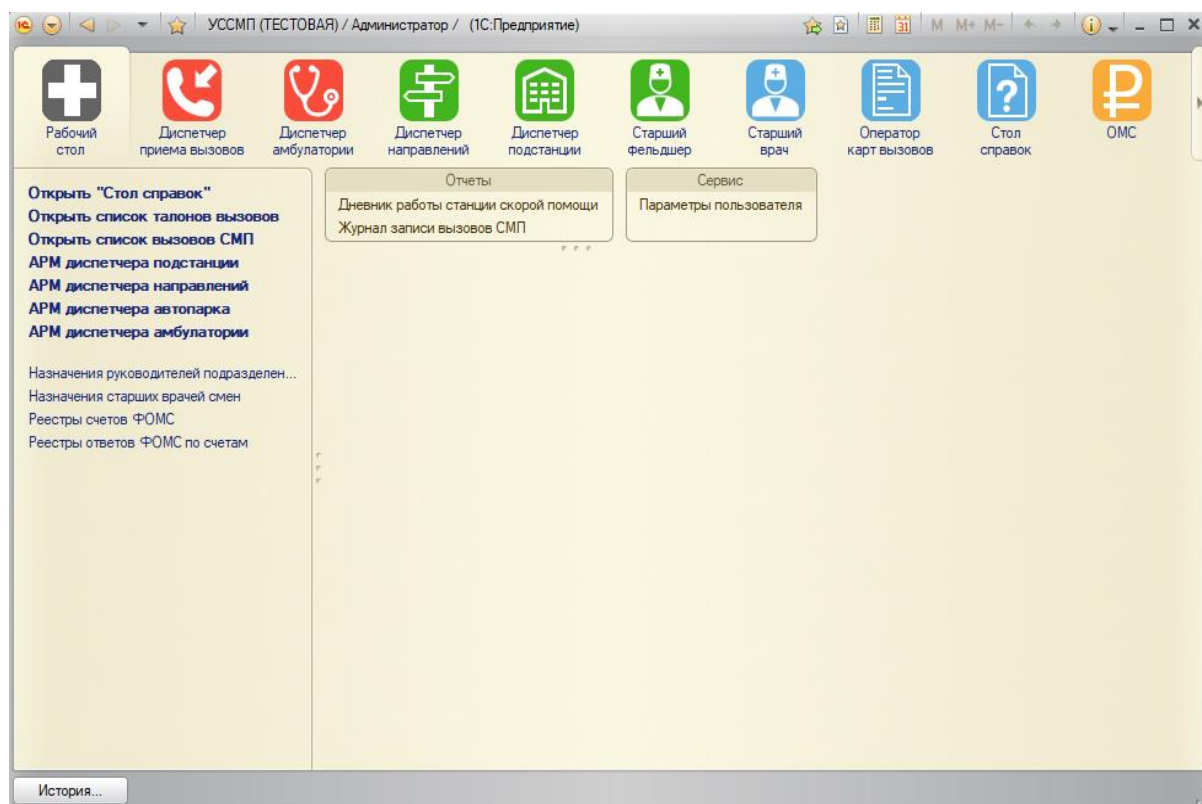 УССМП (ТЕСТОВАЯ) / Администратор / (1С:Предприятие)
31 M M+ M-
Рабочий стол
Диспетчер приема вызовов
Диспетчер амбулатории
Диспетчер направлений
Диспетчер подстанции
Старший фельдшер
Старший врач
Оператор карт вызовов
Стол справок
ОМС
Открыть "Стол справок"
Открыть список талонов вызовов
Открыть список вызовов СМП
АРМ диспетчера подстанции
АРМ диспетчера направлений
АРМ диспетчера автопарка
АРМ диспетчера амбулатории
Назначения руководителей подразделен...
Назначения старших врачей смен
Реестры счетов ФОМС
Реестры ответов ФОМС по счетам
Отчеты
Дневник работы станции скорой помощи
Журнал записи вызовов СМП
Сервис
Параметры пользователя
История...